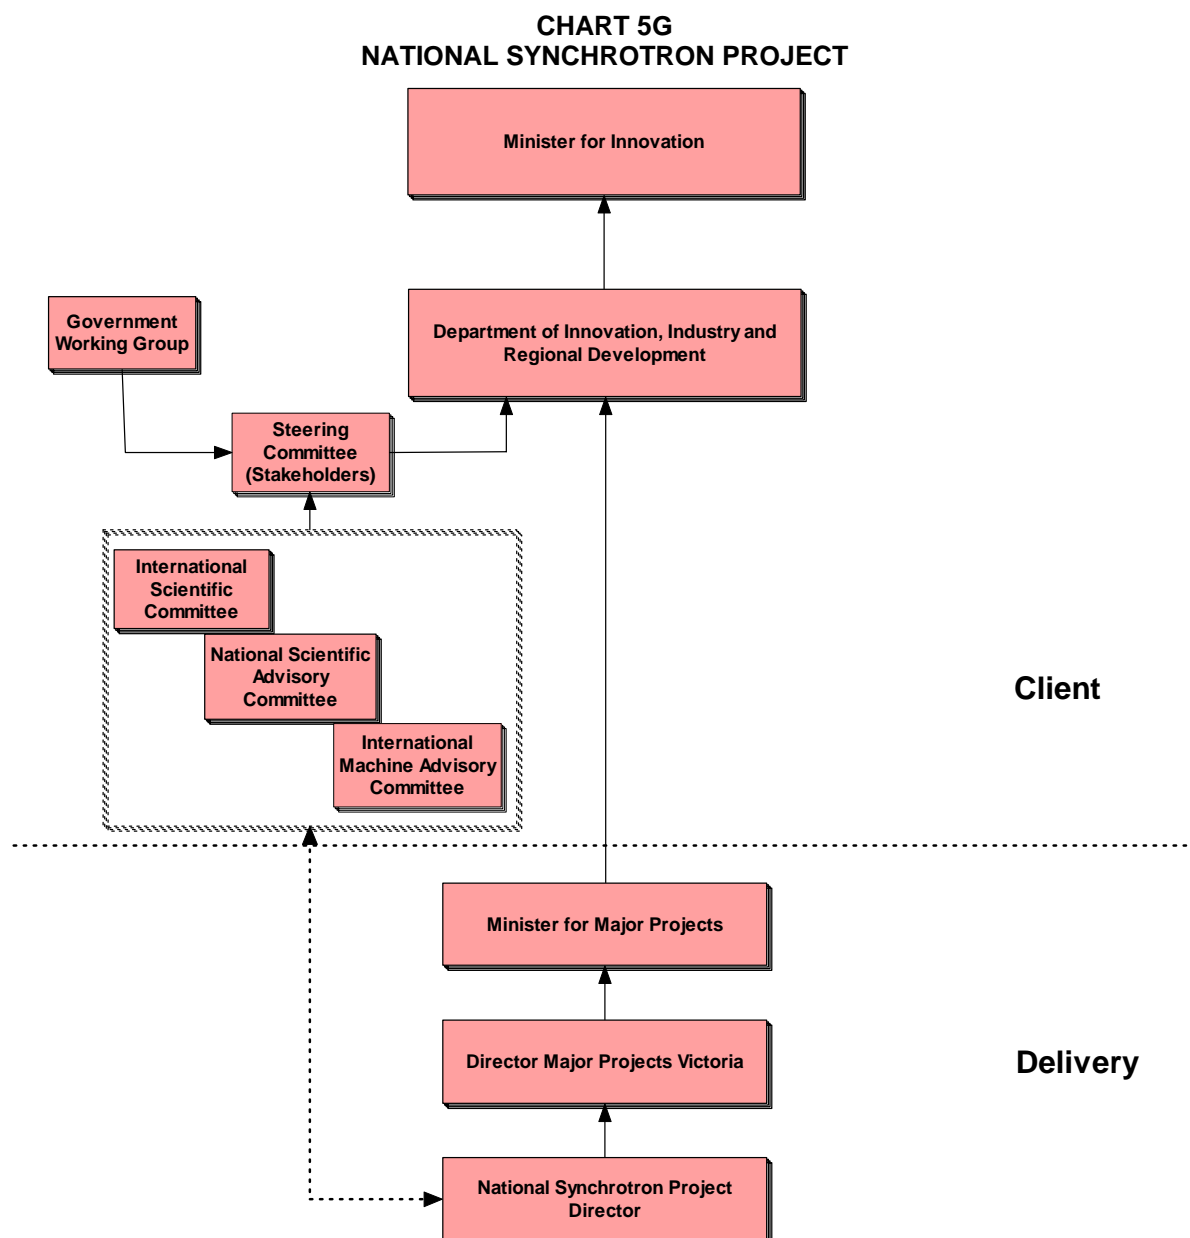 CHART 5G
NATIONAL SYNCHROTRON PROJECT
Minister for Innovation
Department of Innovation, Industry and
Regional Development
Government
Working Group
Steering
Committee
(Stakeholders)
International
Scientific
Committee
National Scientific
Advisory
Committee
International
Machine Advisory
Committee
Client
Minister for Major Projects
Director Major Projects Victoria
Delivery
National Synchrotron Project
Director